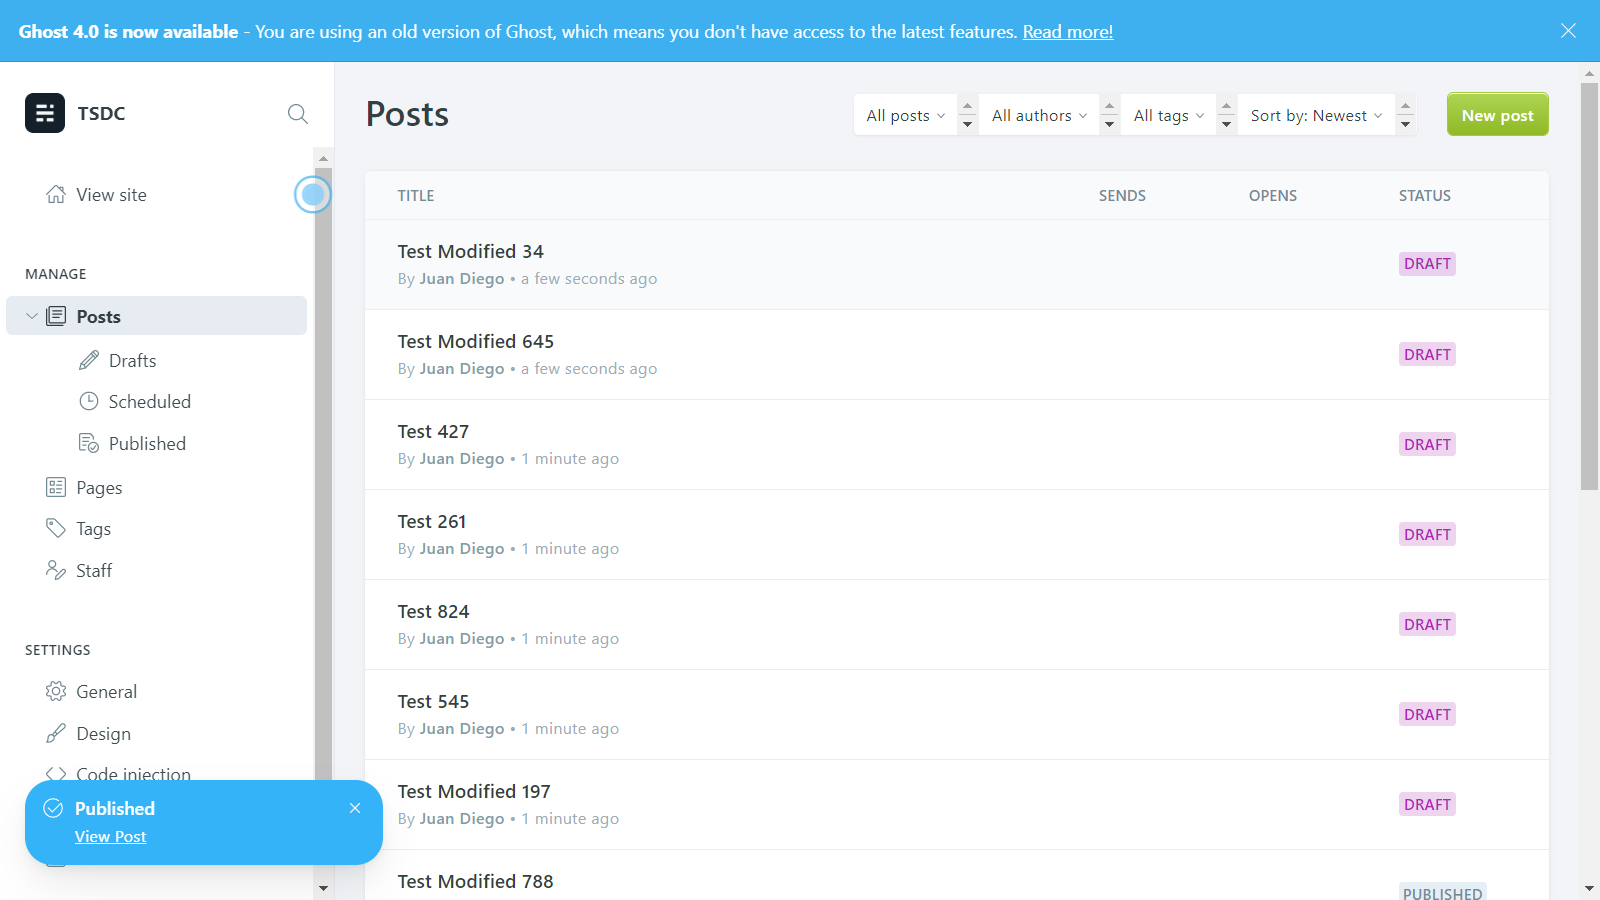 Ghost 4.0 is now available - You are using an old version of Ghost, which means you don't have access to the latest features. Read more!
TSDC
View site
MANAGE
Posts
Drafts
Scheduled
Published
Pages
Tags
Staff
SETTINGS
General
Design
Code injection
Published
View Post
Posts
All posts
All authors
All tags
Sort by: Newest
New post
TITLE SENDS OPENS STATUS
Test Modified 34
By Juan Diego • a few seconds ago
DRAFT
Test Modified 645
By Juan Diego • a few seconds ago
DRAFT
Test 427
By Juan Diego • 1 minute ago
DRAFT
Test 261
By Juan Diego • 1 minute ago
DRAFT
Test 824
By Juan Diego • 1 minute ago
DRAFT
Test 545
By Juan Diego • 1 minute ago
DRAFT
Test Modified 197
By Juan Diego • 1 minute ago
DRAFT
Test Modified 788
PUBLISHED